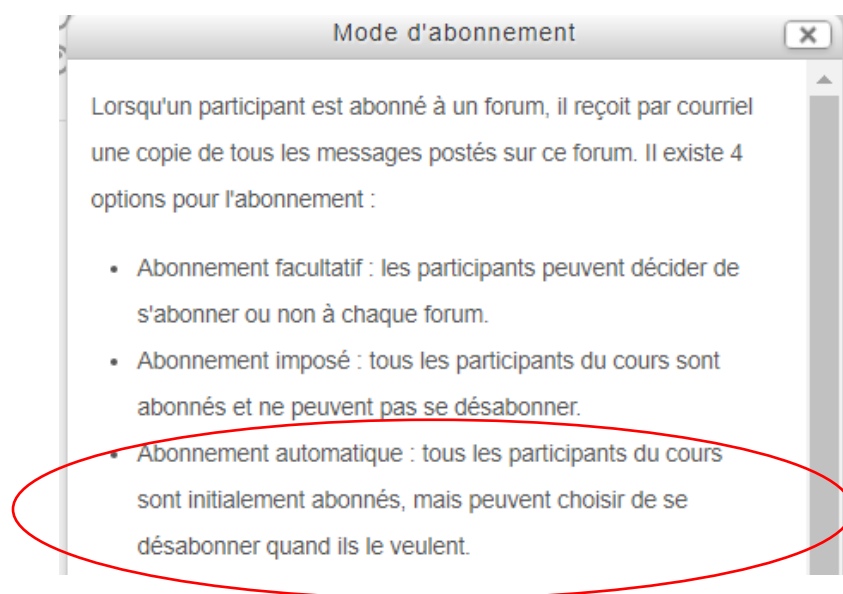 Mode d'abonnement
Lorsqu'un participant est abonné à un forum, il reçoit par courriel
une copie de tous les messages postés sur ce forum. Il existe 4
options pour l'abonnement :
• Abonnement facultatif : les participants peuvent décider de
s'abonner ou non à chaque forum.
• Abonnement imposé : tous les participants du cours sont
abonnés et ne peuvent pas se désabonner.
• Abonnement automatique : tous les participants du cours
sont initialement abonnés, mais peuvent choisir de se
désabonner quand ils le veulent.